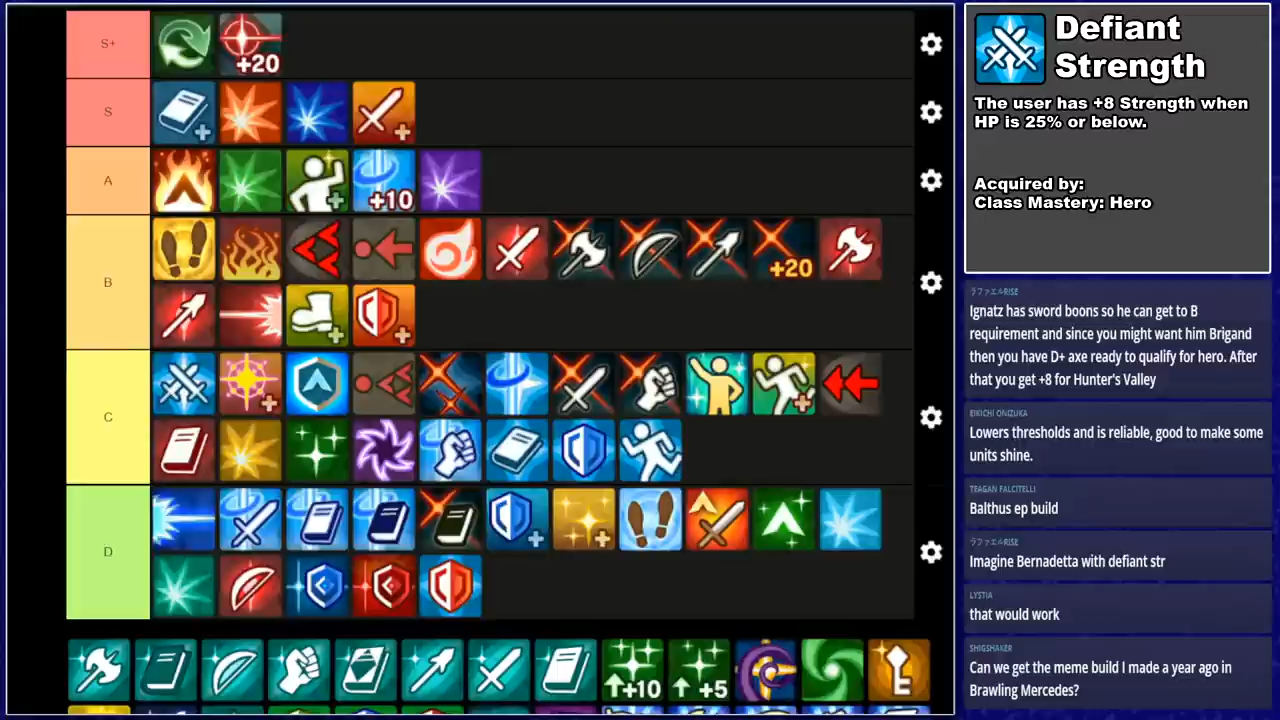 S+
+20
S
A
+10
B
+20
C
D
+10
+5
Defiant
Strength
The user has +8 Strength when
HP is 25% or below.
Acquired by:
Class Mastery: Hero
ラファエルRISE
Ignatz has sword boons so he can get to B
requirement and since you might want him Brigand
then you have D+ axe ready to qualify for hero. After
that you get +8 for Hunter's Valley
EIKICHI ONIZUKA
Lowers thresholds and is reliable, good to make some
units shine.
TEAGAN FALCITELLI
Balthus ep build
ラファエルRISE
Imagine Bernadetta with defiant str
LYSTIA
that would work
SHIGSHAKER
Can we get the meme build I made a year ago in
Brawling Mercedes?